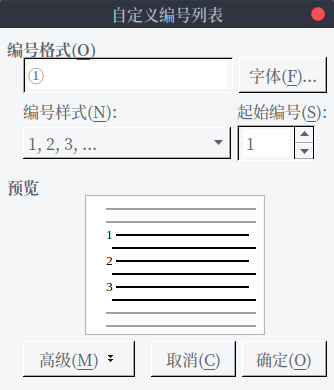 自定义编号列表
编号格式(O)
①
字体(F)...
编号样式(N):
起始编号(S):
1, 2, 3, ...
1
预览
1
2
3
高级(M)
取消(C)
确定(O)